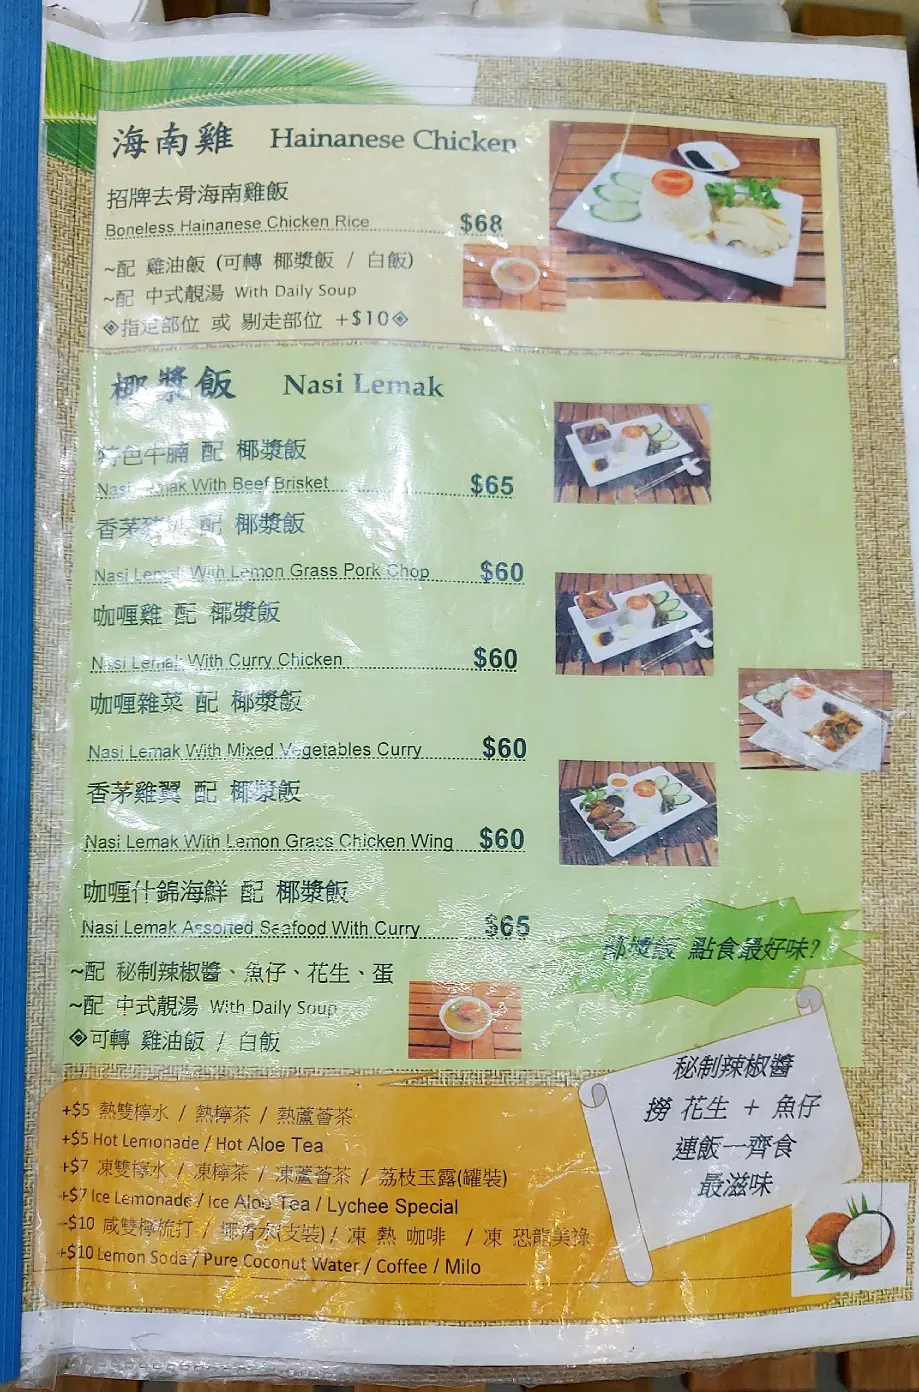 海南雞 Hainanese Chicken
招牌去骨海南雞飯
Boneless Hainanese Chicken Rice $68
~配 雞油飯 (可轉 椰漿飯 / 白飯)
~配 中式靚湯 With Daily Soup
◈指定部位 或 剔走部位 +$10◈
椰漿飯 Nasi Lemak
特色牛腩 配 椰漿飯
Nasi Lemak With Beef Brisket $65
香茅豬扒 配 椰漿飯
Nasi Lemak With Lemon Grass Pork Chop $60
咖喱雞 配 椰漿飯
Nasi Lemak With Curry Chicken $60
咖喱雜菜 配 椰漿飯
Nasi Lemak With Mixed Vegetables Curry $60
香茅雞翼 配 椰漿飯
Nasi Lemak With Lemon Grass Chicken Wing $60
咖喱什錦海鮮 配 椰漿飯
Nasi Lemak Assorted Seafood With Curry $65
~配 秘制辣椒醬、魚仔、花生、蛋
~配 中式靚湯 With Daily Soup
◈可轉 雞油飯 / 白飯
椰漿飯 點食最好味?
秘制辣椒醬
撈 花生 + 魚仔
連飯一齊食
最滋味
+$5 熱雙檸水 / 熱檸茶 / 熱蘆薈茶
+$5 Hot Lemonade / Hot Aloe Tea
+$7 凍雙檸水 / 凍檸茶 / 凍蘆薈茶 / 荔枝玉露(罐裝)
+$7 Ice Lemonade / Ice Aloe Tea / Lychee Special
+$10 咸雙檸梳打 / 椰青水(支裝) / 凍 熱 咖啡 / 凍 恐龍美祿
+$10 Lemon Soda / Pure Coconut Water / Coffee / Milo